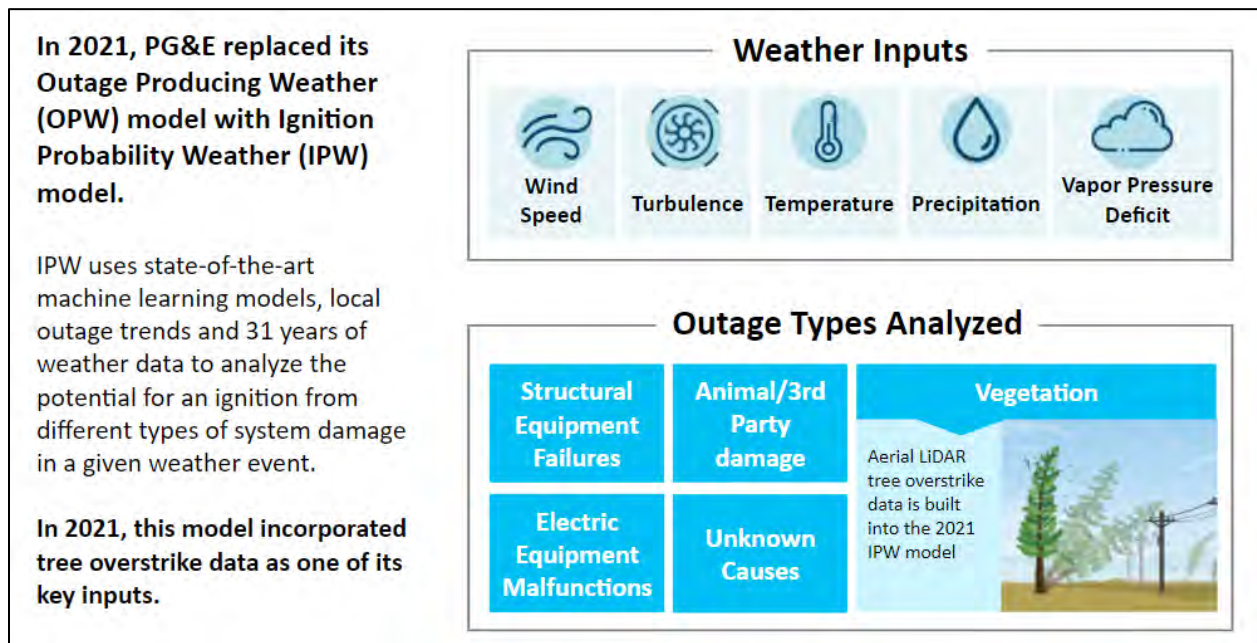 In 2021, PG&E replaced its
Outage Producing Weather
(OPW) model with Ignition
Probability Weather (IPW)
model.
IPW uses state-of-the-art
machine learning models, local
outage trends and 31 years of
weather data to analyze the
potential for an ignition from
different types of system damage
in a given weather event.
In 2021, this model incorporated
tree overstrike data as one of its
key inputs.
Weather Inputs
Wind
Speed
Turbulence
Temperature
Precipitation
Vapor Pressure
Deficit
Outage Types Analyzed
Structural
Equipment
Failures
Animal/3rd
Party
damage
Electric
Equipment
Malfunctions
Unknown
Causes
Vegetation
Aerial LiDAR
tree overstrike
data is built
into the 2021
IPW model